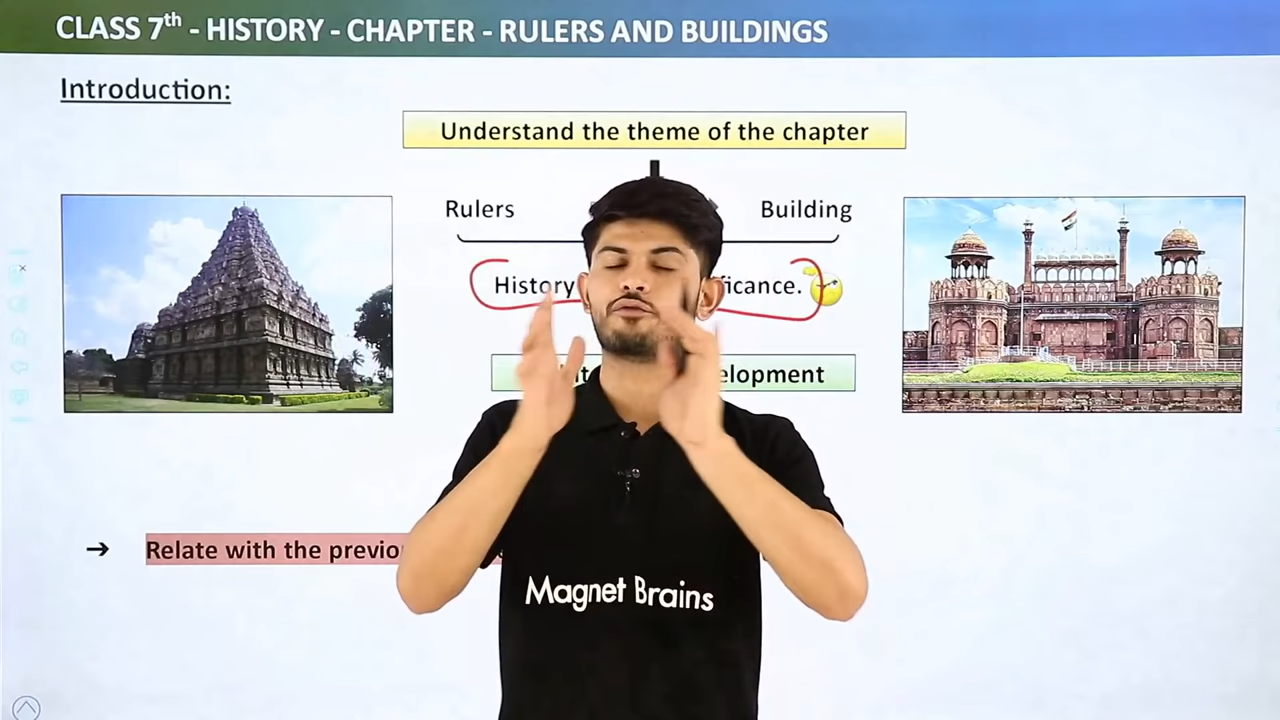 CLASS 7th - HISTORY - CHAPTER - RULERS AND BUILDINGS
Introduction:
Understand the theme of the chapter
Rulers
Building
History
ficance.
elopment
➔ Relate with the previo
Magnet Brains